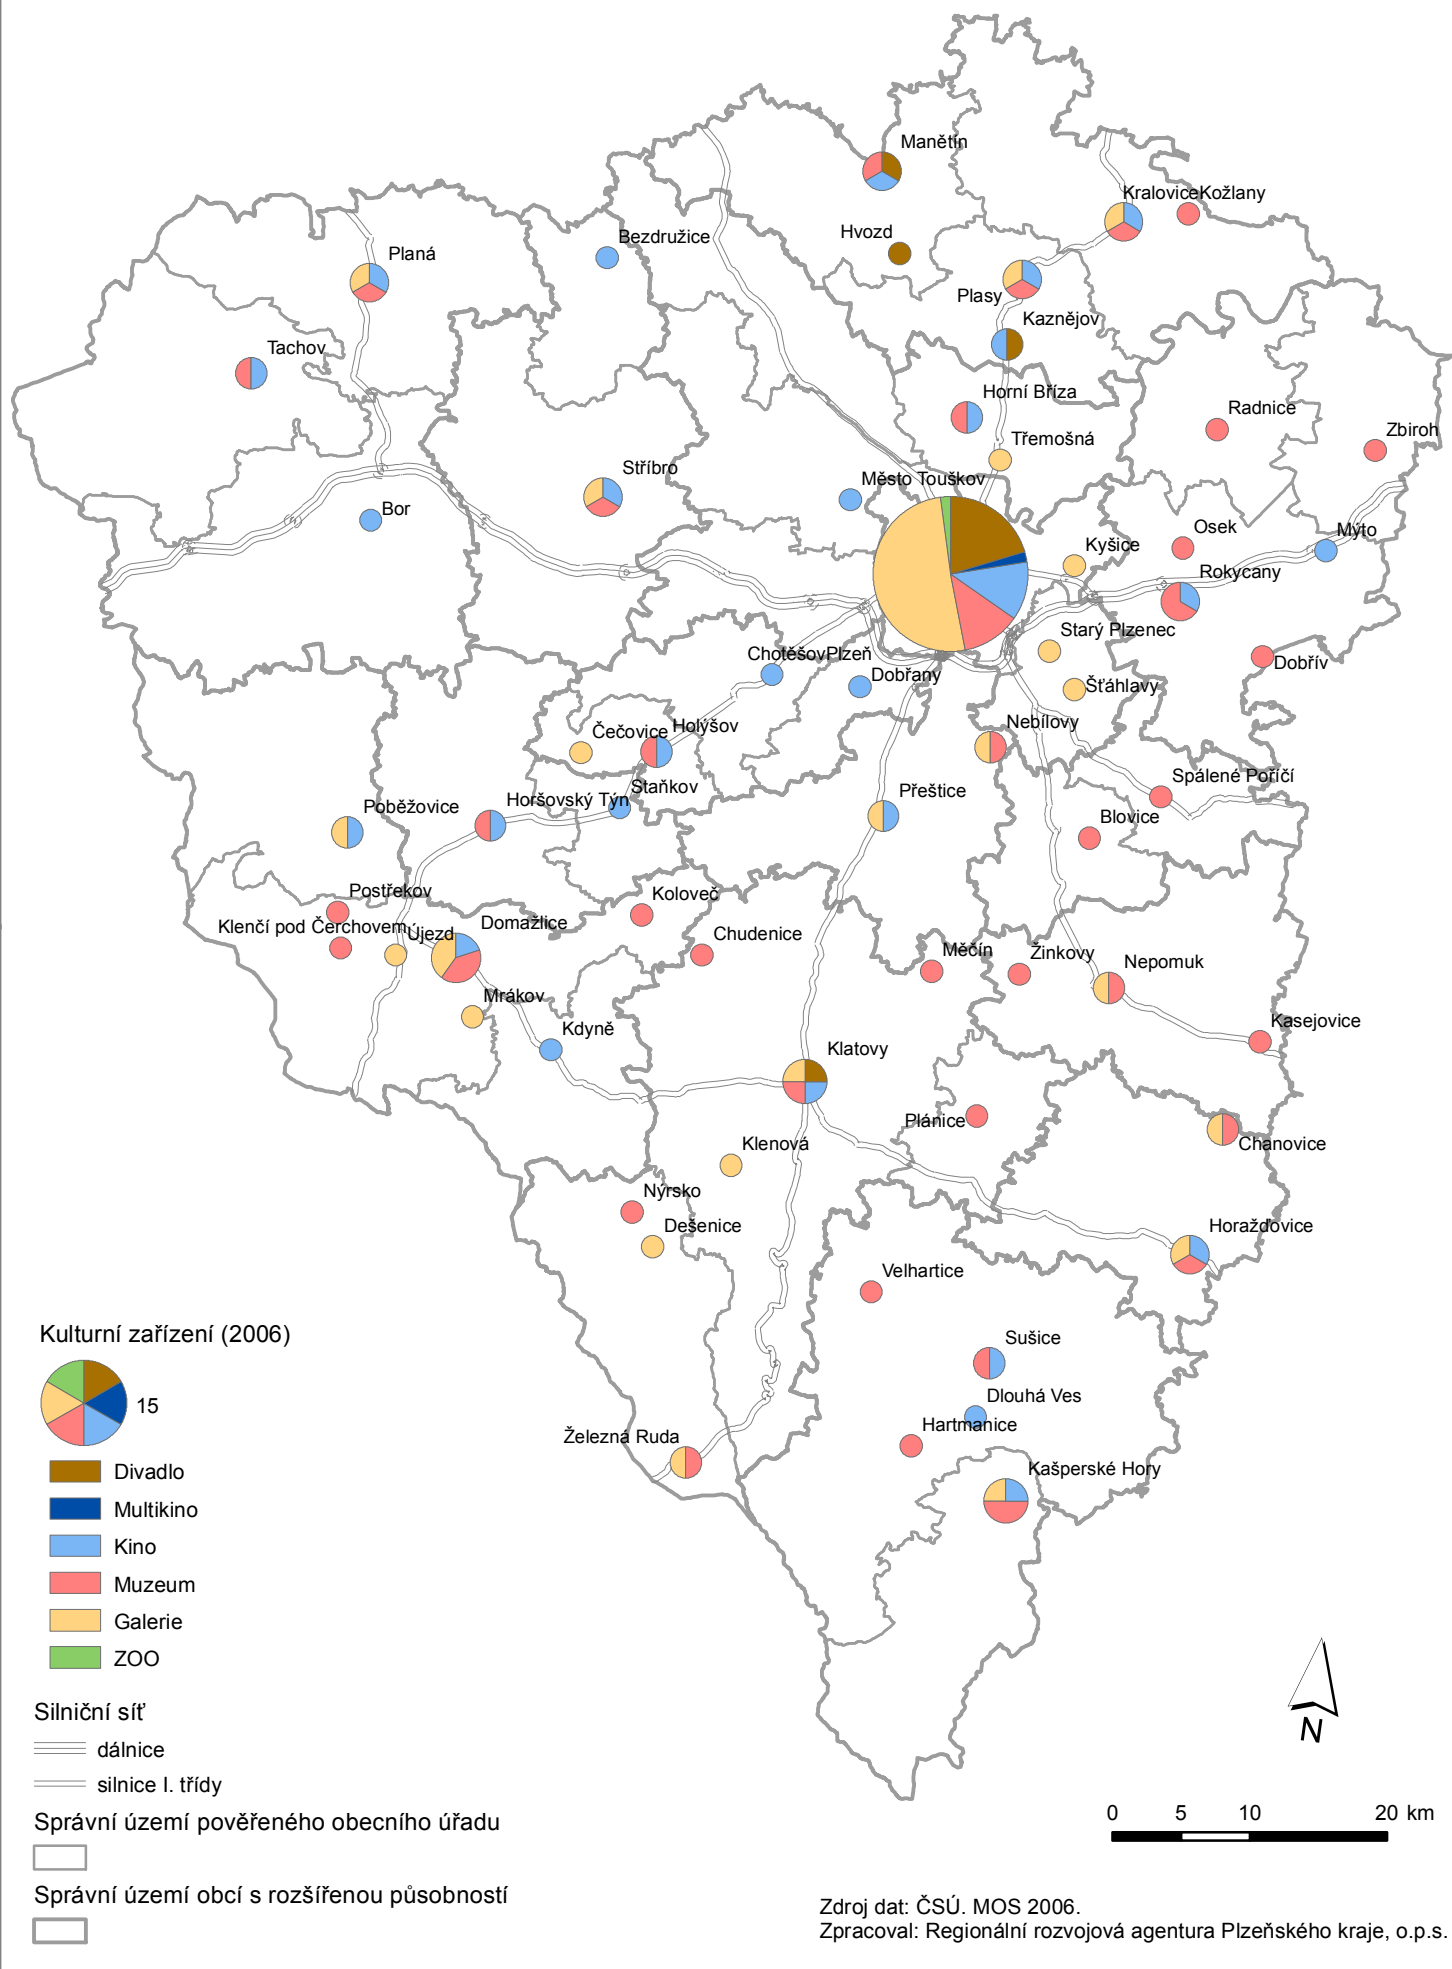 Manětín
Kralovice
Kožlany
Hvozd
Bezdružice
Planá
Plasy
Kaznějov
Tachov
Horní Bříza
Radnice
Zbiroh
Třemošná
Stříbro
Město Touškov
Bor
Osek
Mýto
Kyšice
Rokycany
Starý Plzenec
Chotěšov
Plzeň
Dobřany
Dobřív
Šťáhlavy
Nebílovy
Čečovice
Holýšov
Spálené Poříčí
Staňkov
Horšovský Týn
Poběžovice
Přeštice
Blovice
Postřekov
Koloveč
Klenčí pod Čerchovem
Újezd
Domažlice
Chudenice
Měčín
Žinkovy
Nepomuk
Mrákov
Kdyně
Kasejovice
Klatovy
Plánice
Chanovice
Klenová
Nýrsko
Dešenice
Horažďovice
Velhartice
Sušice
Dlouhá Ves
Hartmanice
Železná Ruda
Kašperské Hory
Kulturní zařízení (2006)
15
Divadlo
Multikino
Kino
Muzeum
Galerie
ZOO
Silniční síť
dálnice
silnice I. třídy
Správní území pověřeného obecního úřadu
Správní území obcí s rozšířenou působností
N
0 5 10 20 km
Zdroj dat: ČSÚ. MOS 2006.
Zpracoval: Regionální rozvojová agentura Plzeňského kraje, o.p.s.